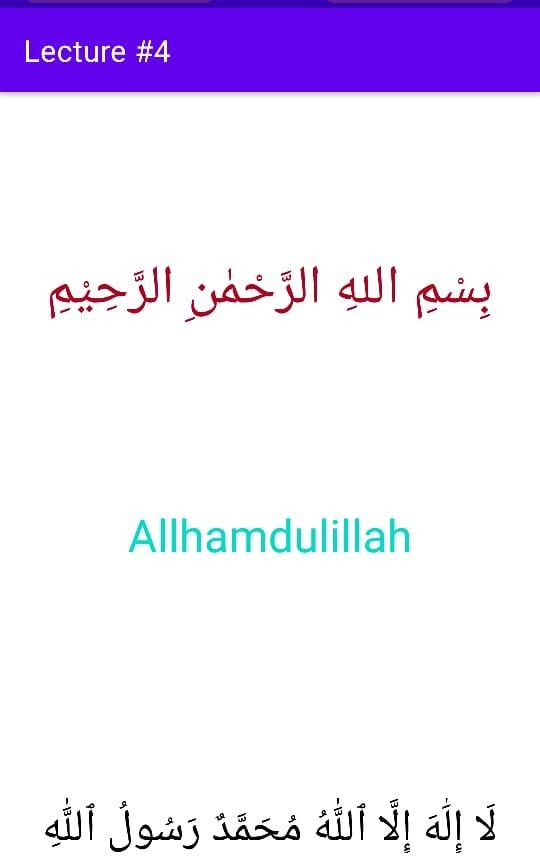 Lecture #4
بِسْمِ اللهِ الرَّحْمٰنِ الرَّحِيْمِ
Allhamdulillah
لَا إِلَٰهَ إِلَّا ٱللَّٰهُ مُحَمَّدٌ رَسُولُ ٱللَّٰهِ